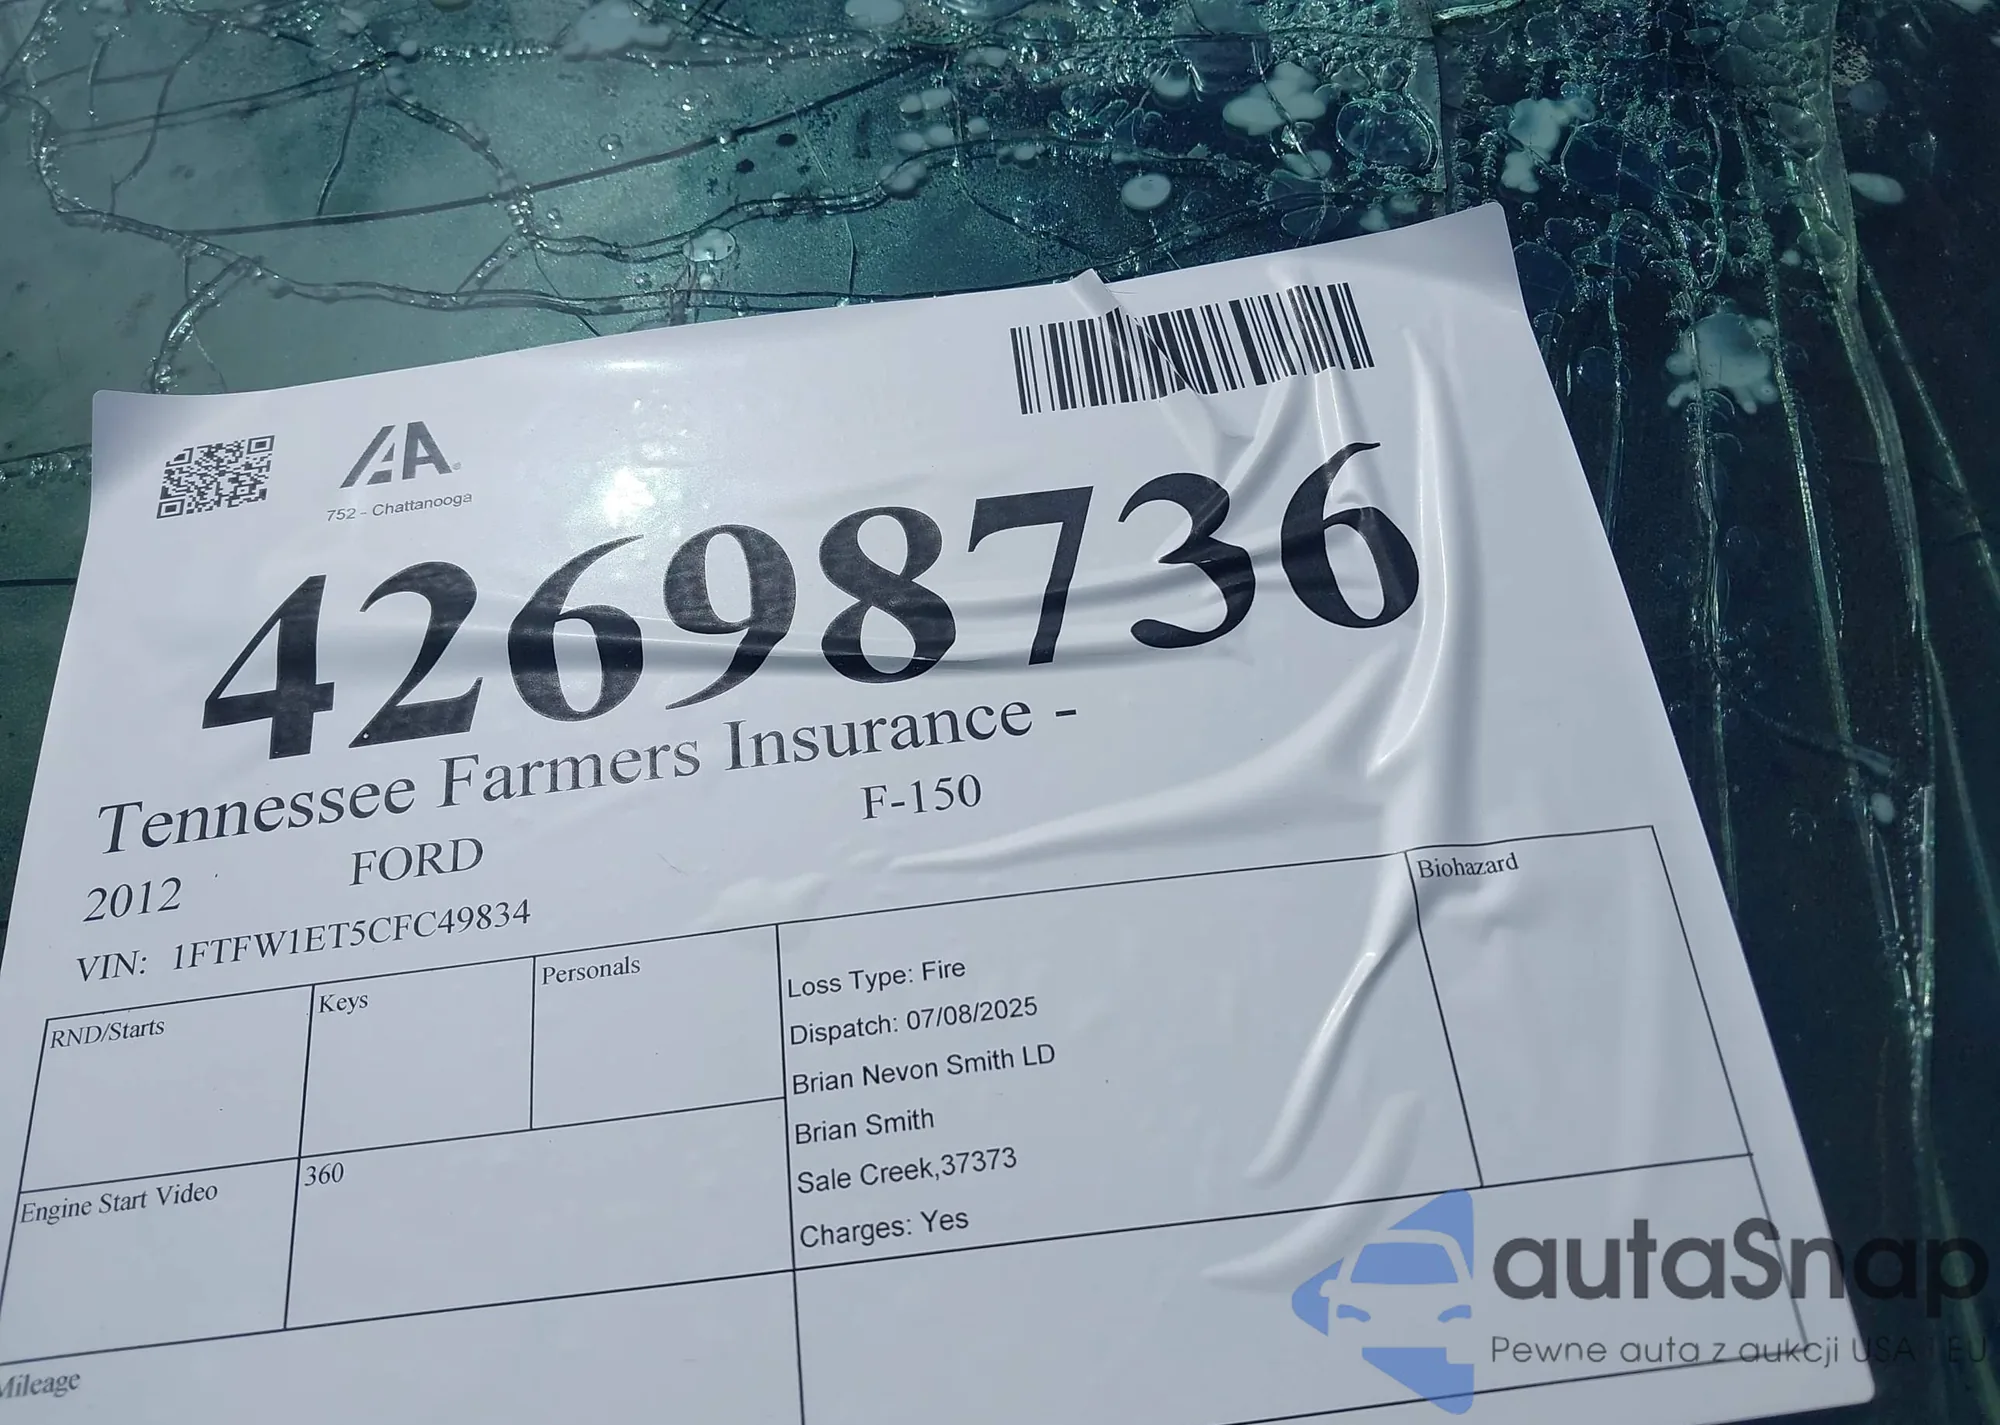 IAA
752 - Chattanooga
42698736
Tennessee Farmers Insurance -
2012 FORD F-150
VIN: 1FTFW1ET5CFC49834
RND/Starts
Keys
Personals
Loss Type: Fire
Dispatch: 07/08/2025
Brian Nevon Smith LD
Brian Smith
Sale Creek,37373
Charges: Yes
Biohazard
Engine Start Video
360
Mileage
autaSnap
Pewne auta z aukcji USA i EU